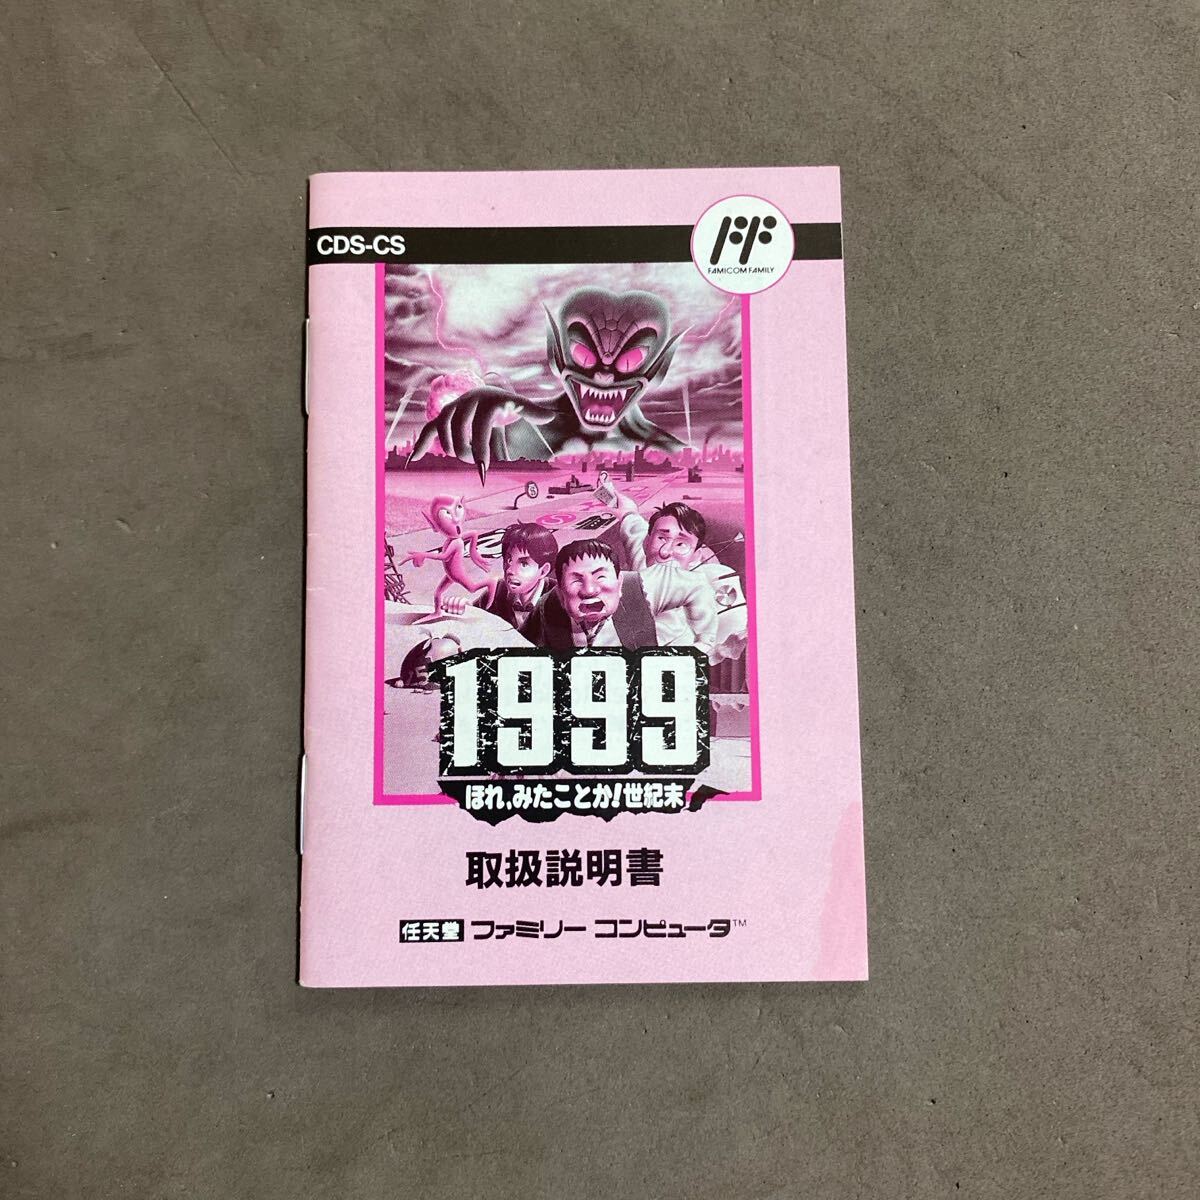 CDS-CS
FAMICOM FAMILY
1999
ほれ,みたことか!世紀末
取扱説明書
任天堂 ファミリー コンピュータ™